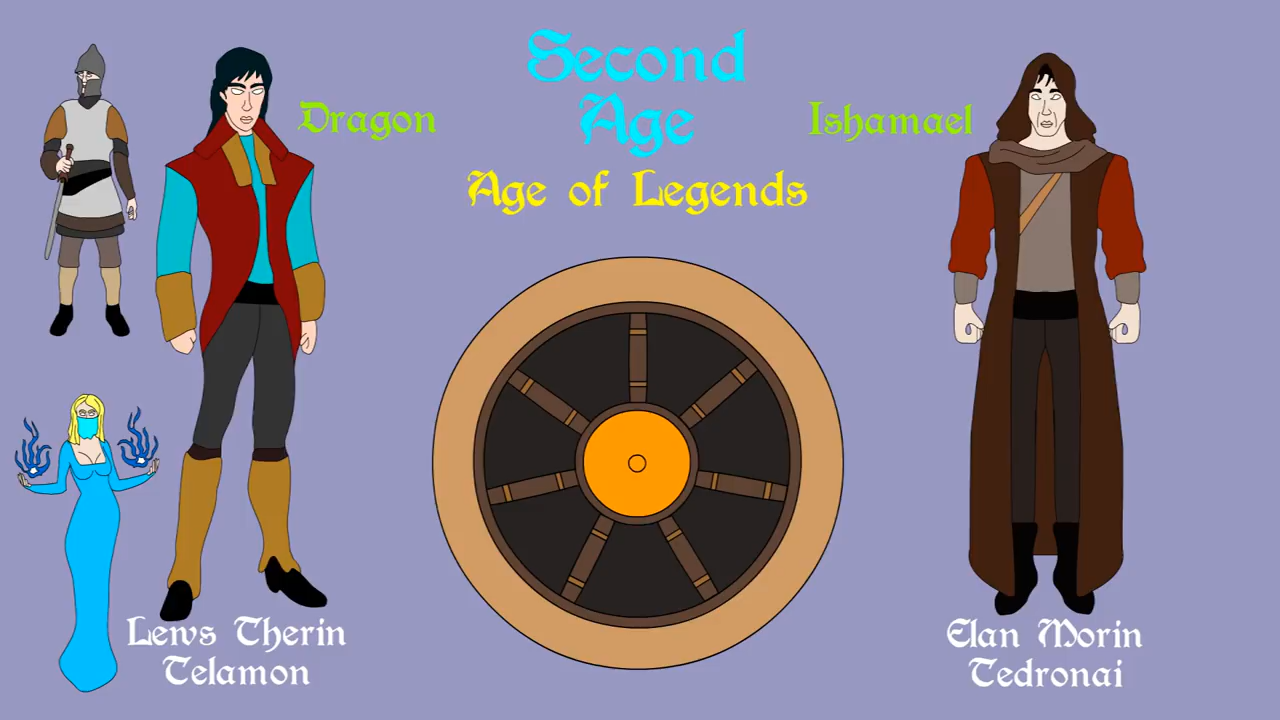 Second
Age
Dragon
Ishamael
Age of Legends
Lews Therin
Telamon
Elan Morin
Tedronai